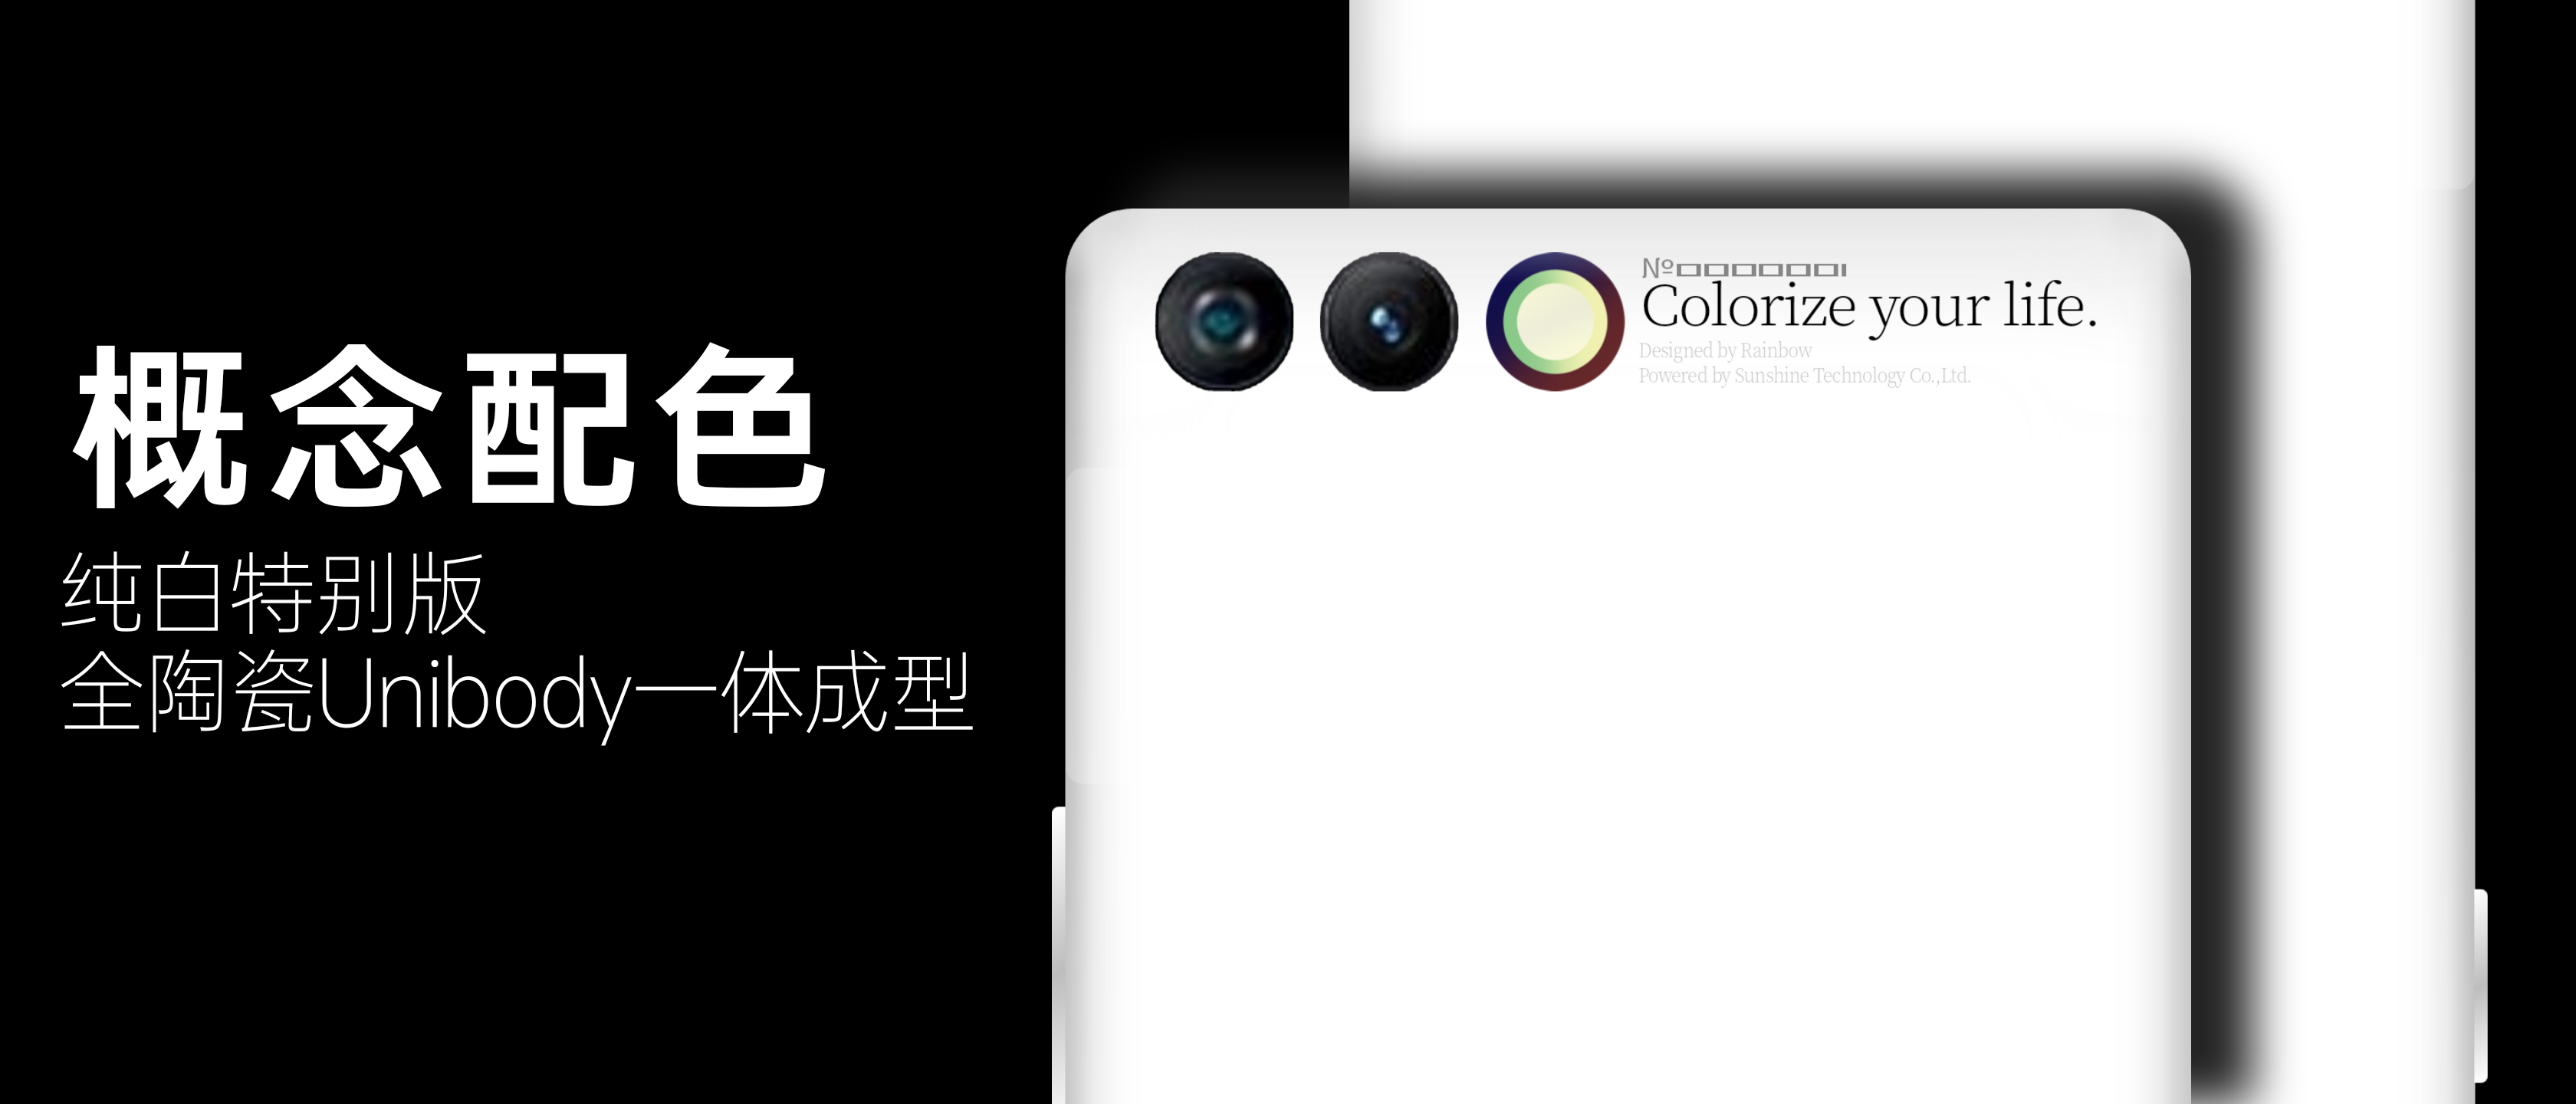 概念配色
纯白特别版
全陶瓷Unibody一体成型
№0000001
Colorize your life.
Designed by Rainbow
Powered by Sunshine Technology Co.,Ltd.